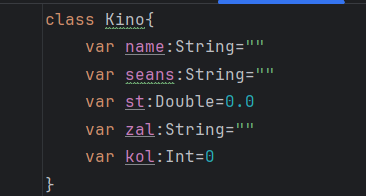 class Kino{
    var name:String=""
    var seans:String=""
    var st:Double=0.0
    var zal:String=""
    var kol:Int=0
}